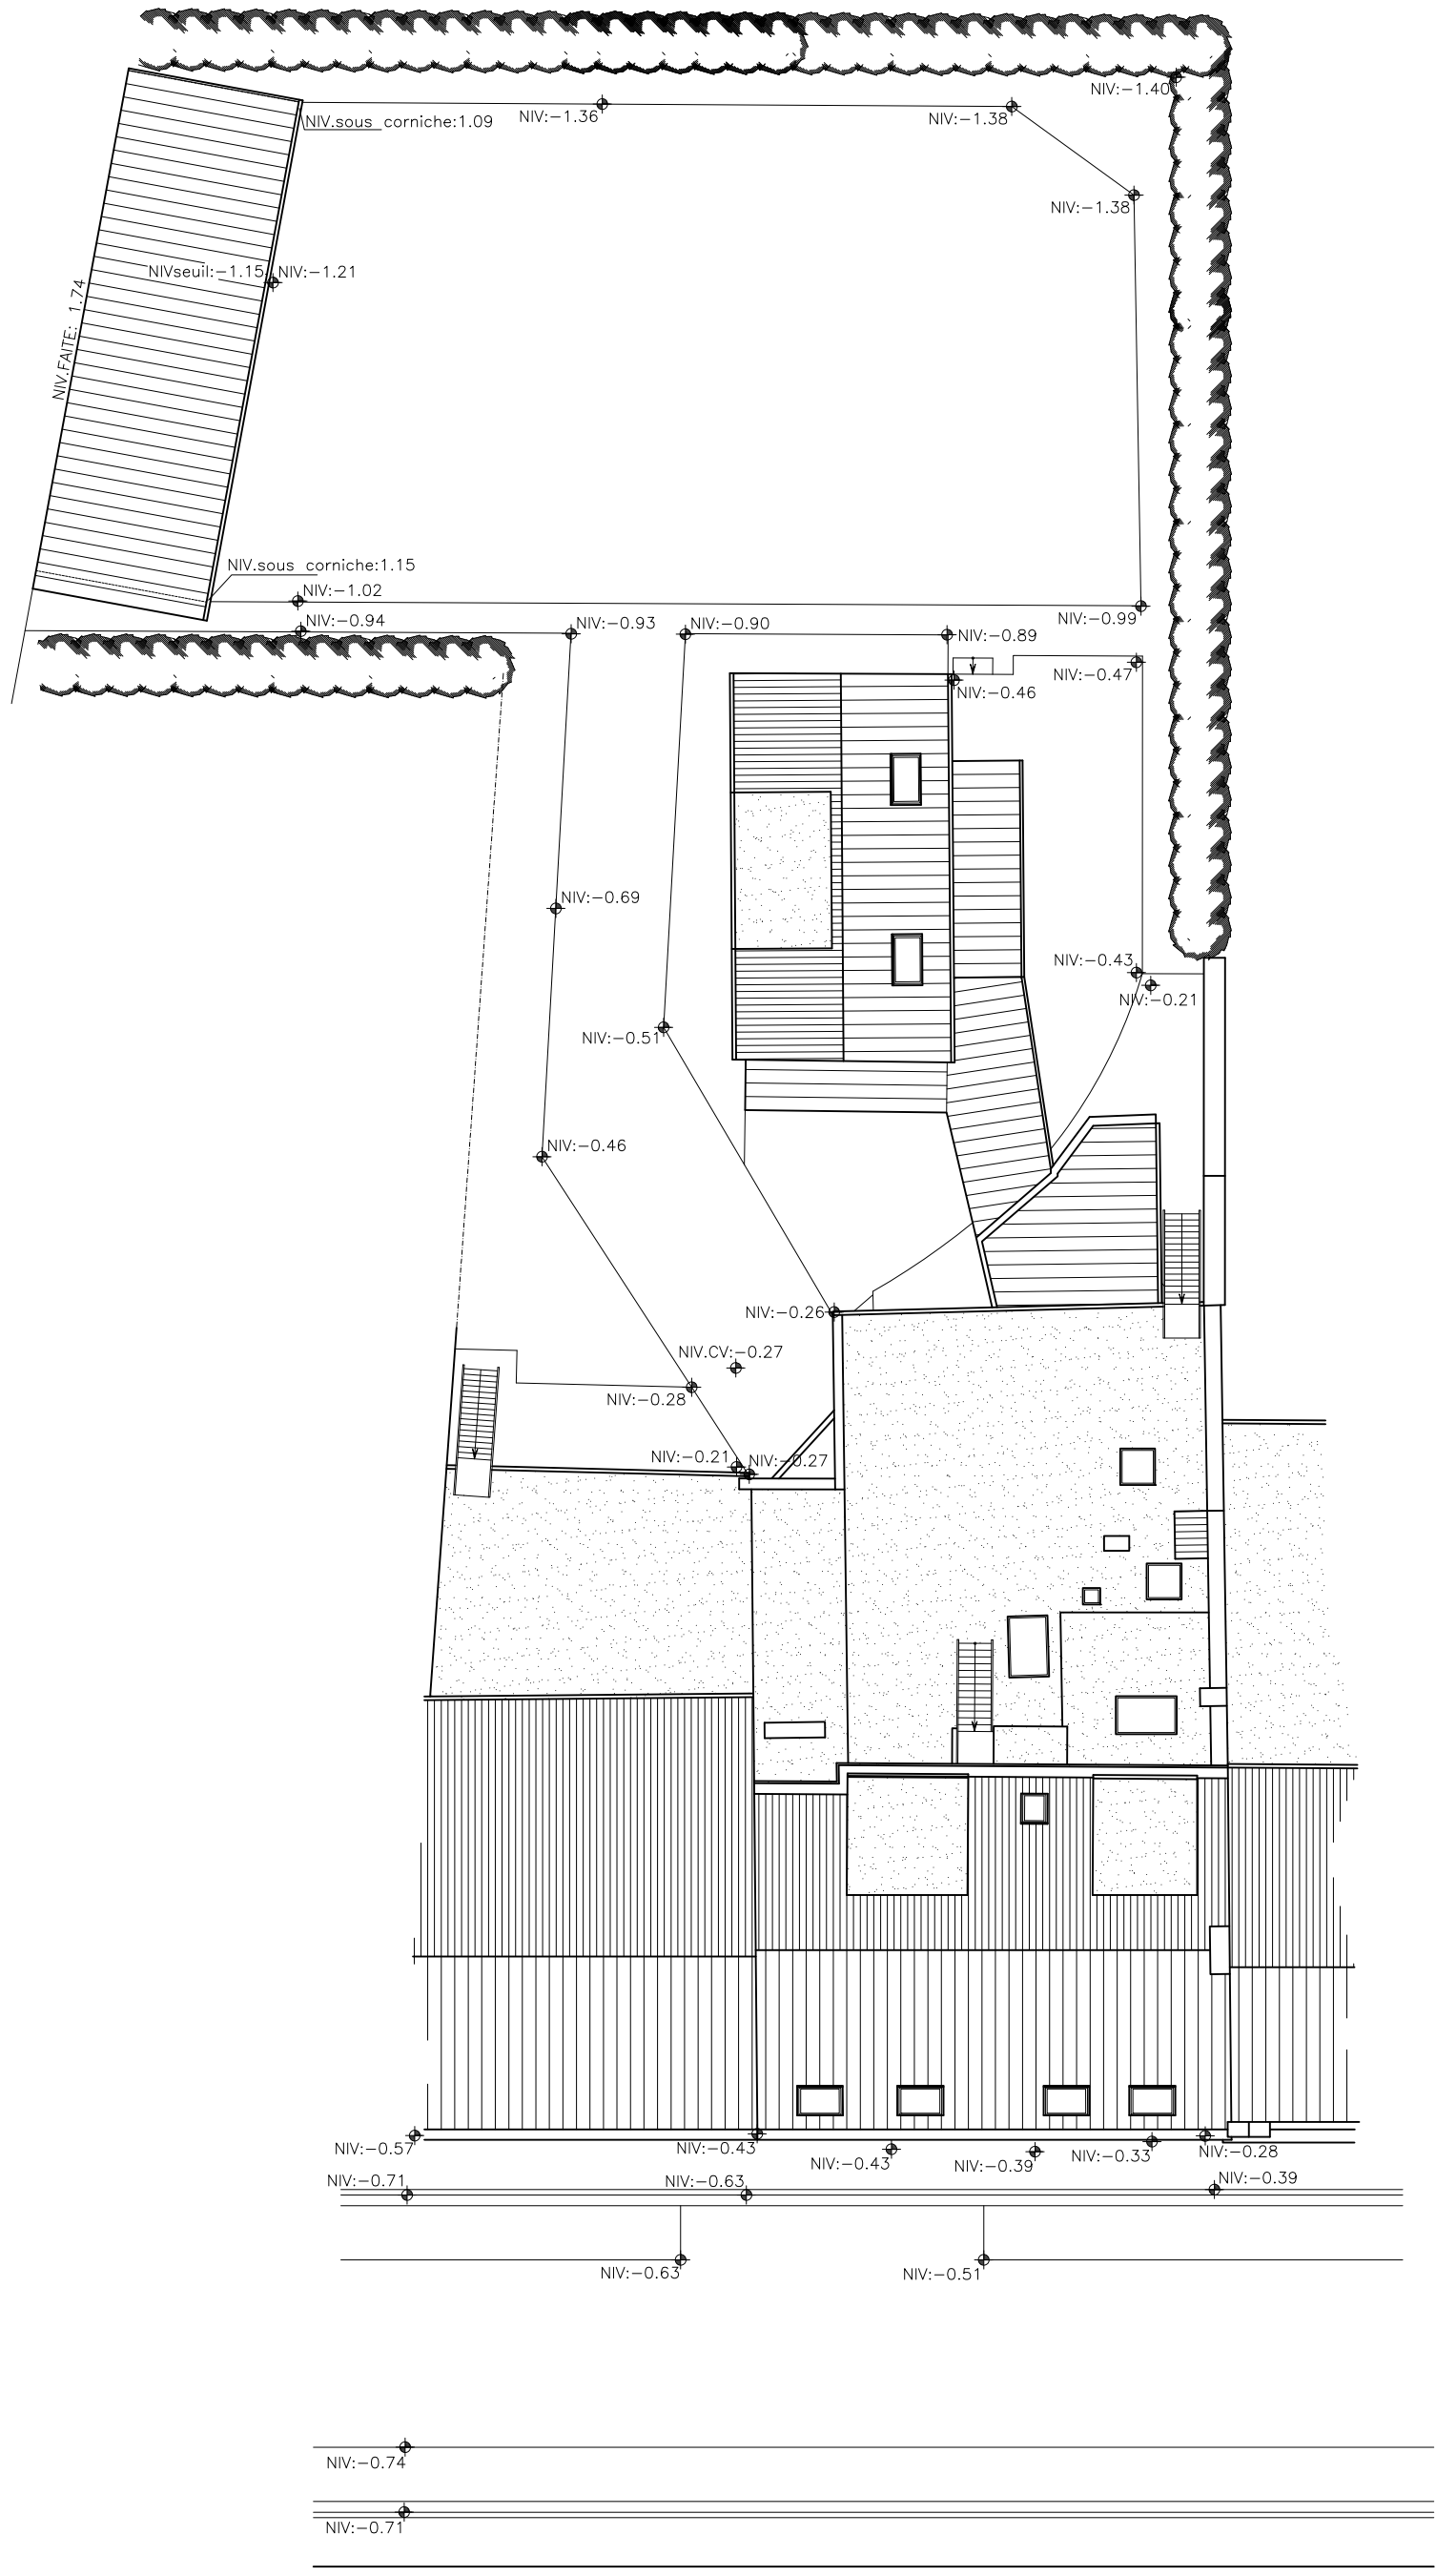 NIV:-1.40
NIV:-1.36
NIV:-1.38
NIV.sous corniche:1.09
NIV:-1.38
NIVseuil:-1.15
NIV:-1.21
NIV.FAITE: 1.74
NIV.sous corniche:1.15
NIV:-1.02
NIV:-0.99
NIV:-0.94
NIV:-0.93
NIV:-0.90
NIV:-0.89
NIV:-0.47
NIV:-0.46
NIV:-0.69
NIV:-0.43
NIV:-0.21
NIV:-0.51
NIV:-0.46
NIV:-0.26
NIV.CV:-0.27
NIV:-0.28
NIV:-0.21
NIV:-0.27
NIV:-0.57
NIV:-0.43
NIV:-0.43
NIV:-0.39
NIV:-0.33
NIV:-0.28
NIV:-0.71
NIV:-0.63
NIV:-0.39
NIV:-0.63
NIV:-0.51
NIV:-0.74
NIV:-0.71